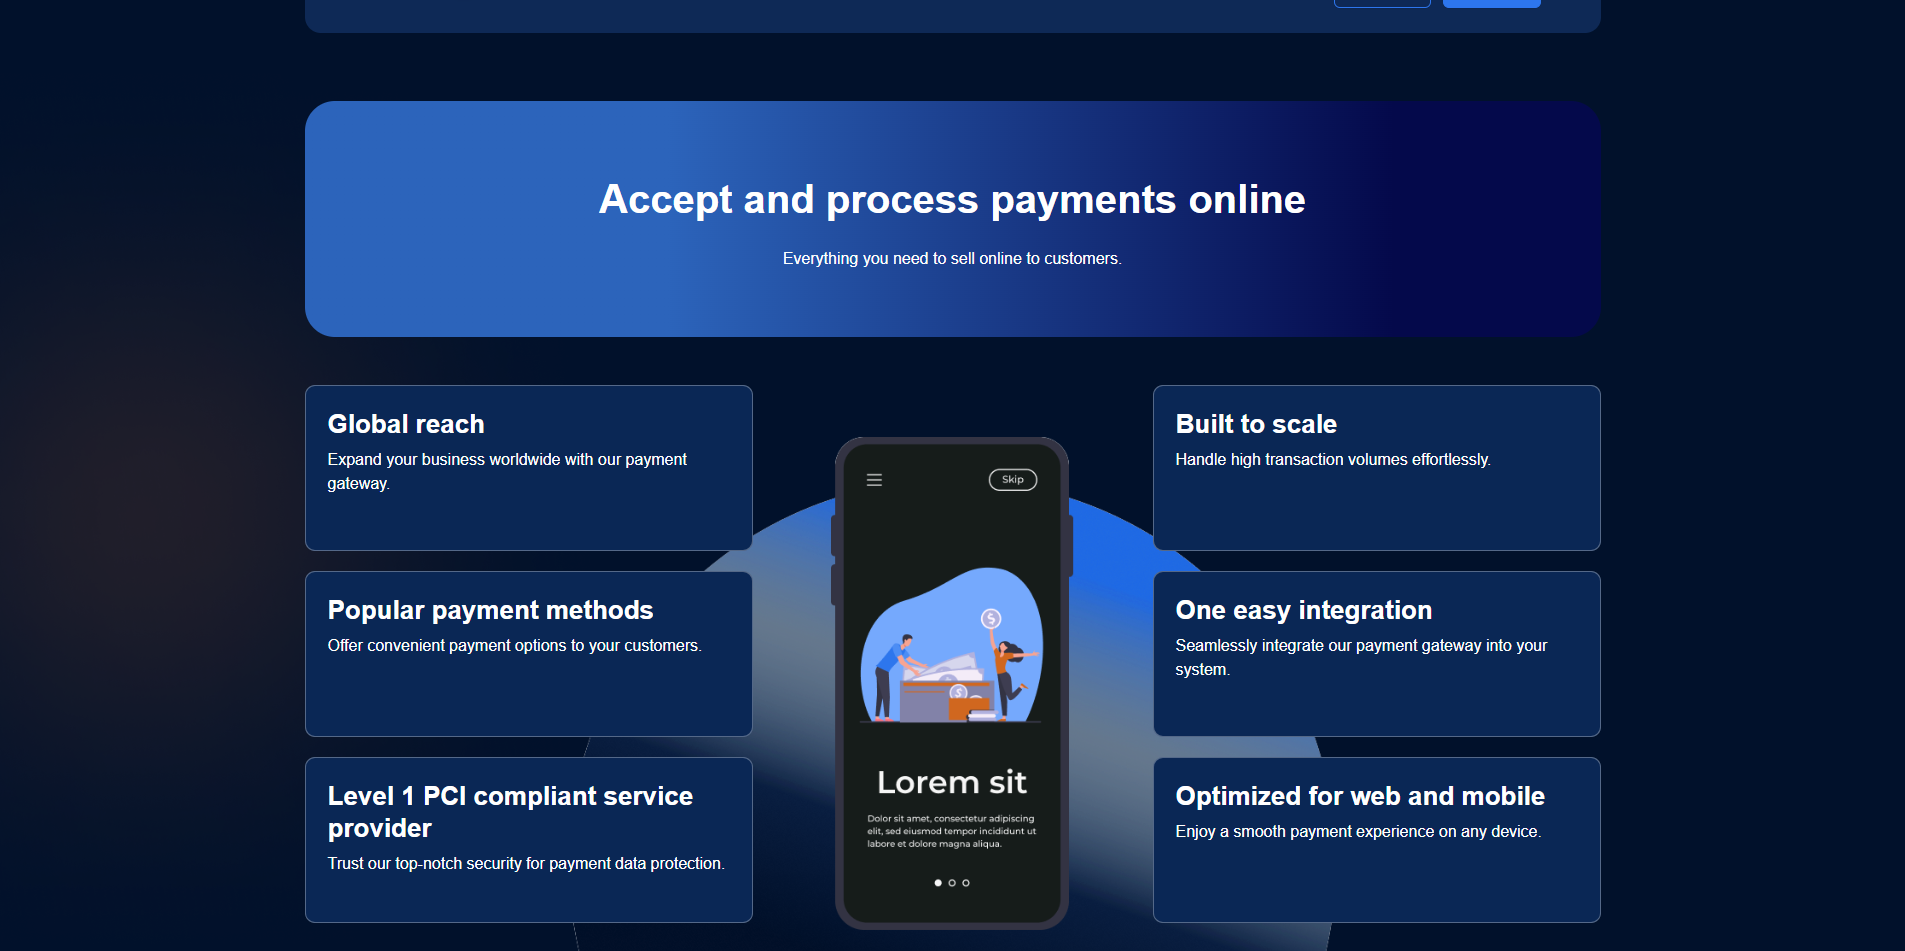 Accept and process payments online
Everything you need to sell online to customers.
Global reach
Expand your business worldwide with our payment
gateway.
Popular payment methods
Offer convenient payment options to your customers.
Level 1 PCI compliant service
provider
Trust our top-notch security for payment data protection.
Skip
$
$
Lorem sit
Dolor sit amet, consectetur adipiscing
elit, sed eiusmod tempor incididunt ut
labore et dolore magna aliqua.
Built to scale
Handle high transaction volumes effortlessly.
One easy integration
Seamlessly integrate our payment gateway into your
system.
Optimized for web and mobile
Enjoy a smooth payment experience on any device.